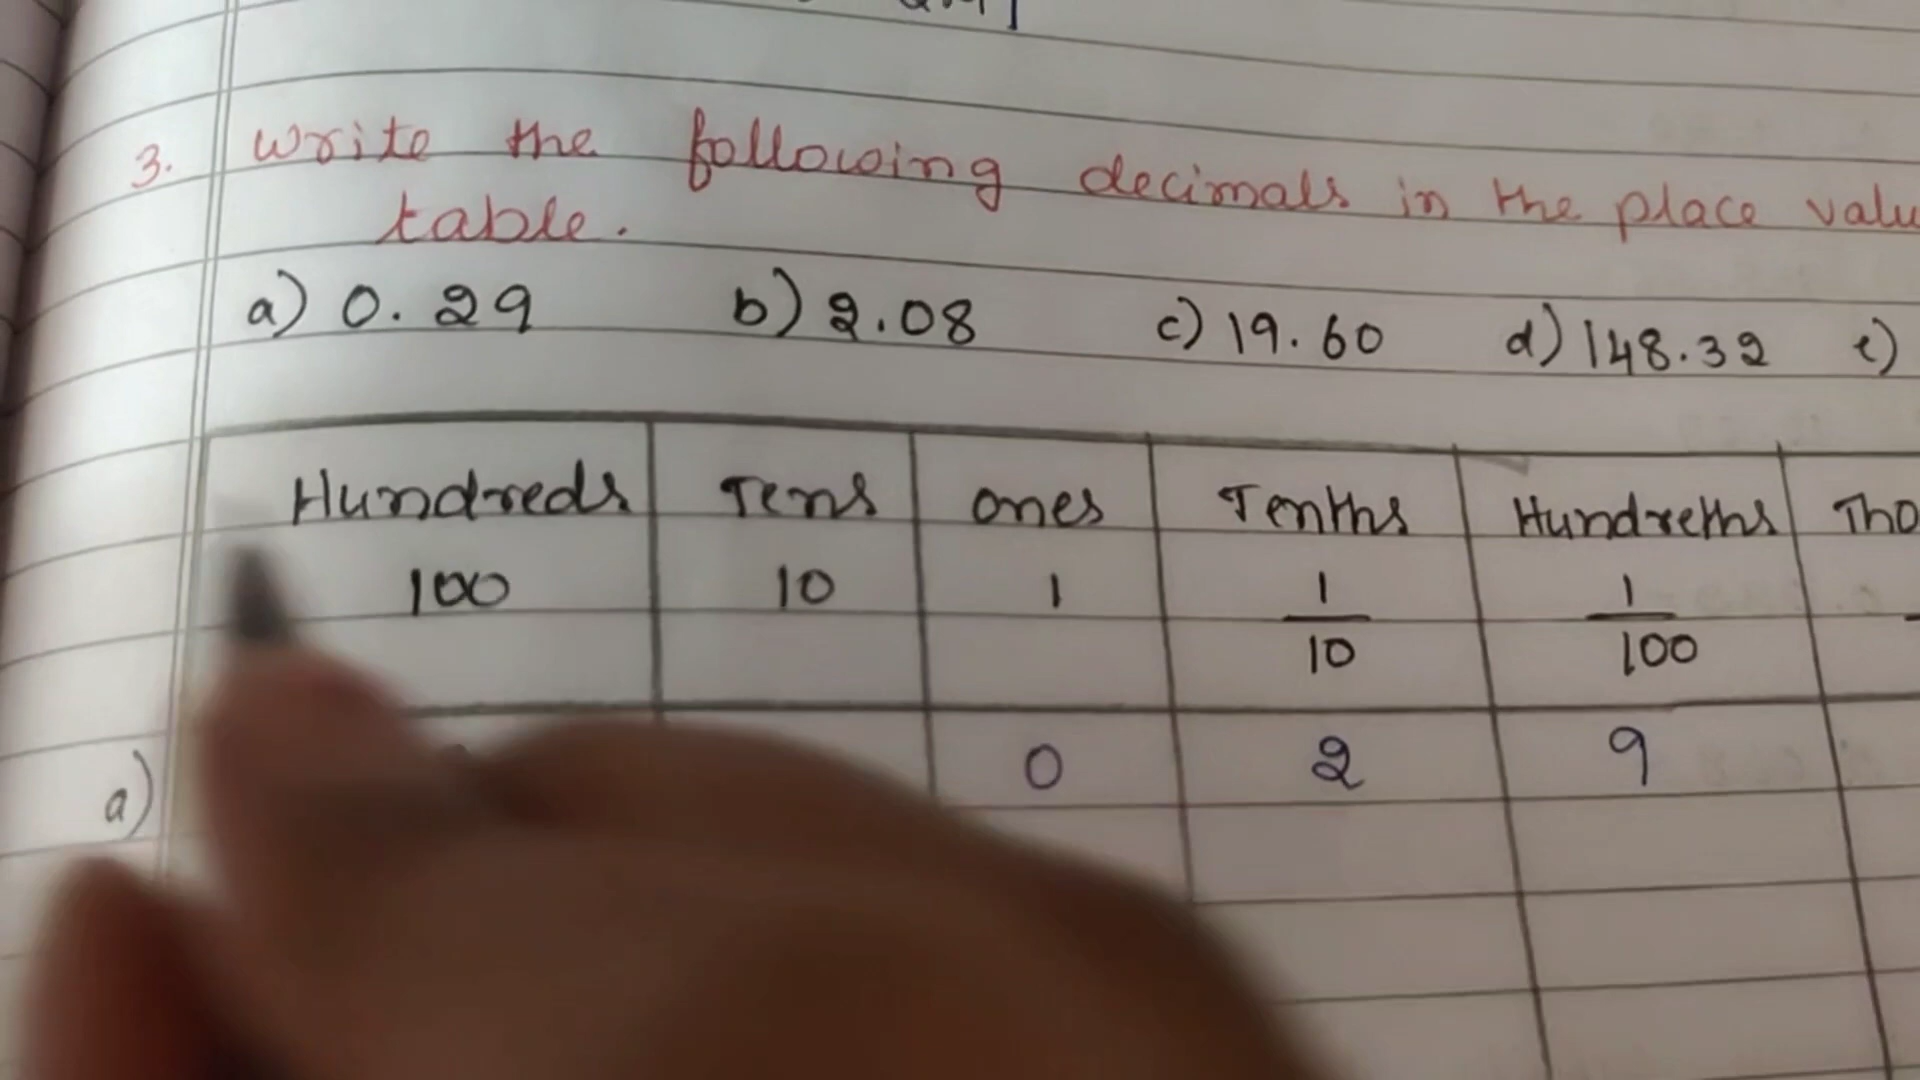 3. Write the following decimals in the place valu
table.
a) 0.29 b) 2.08 c) 19.60 d) 148.32 e)
Hundreds Tens ones Tenths Hundreths Tho
100 10 1 1/10 1/100
a) 0 2 9